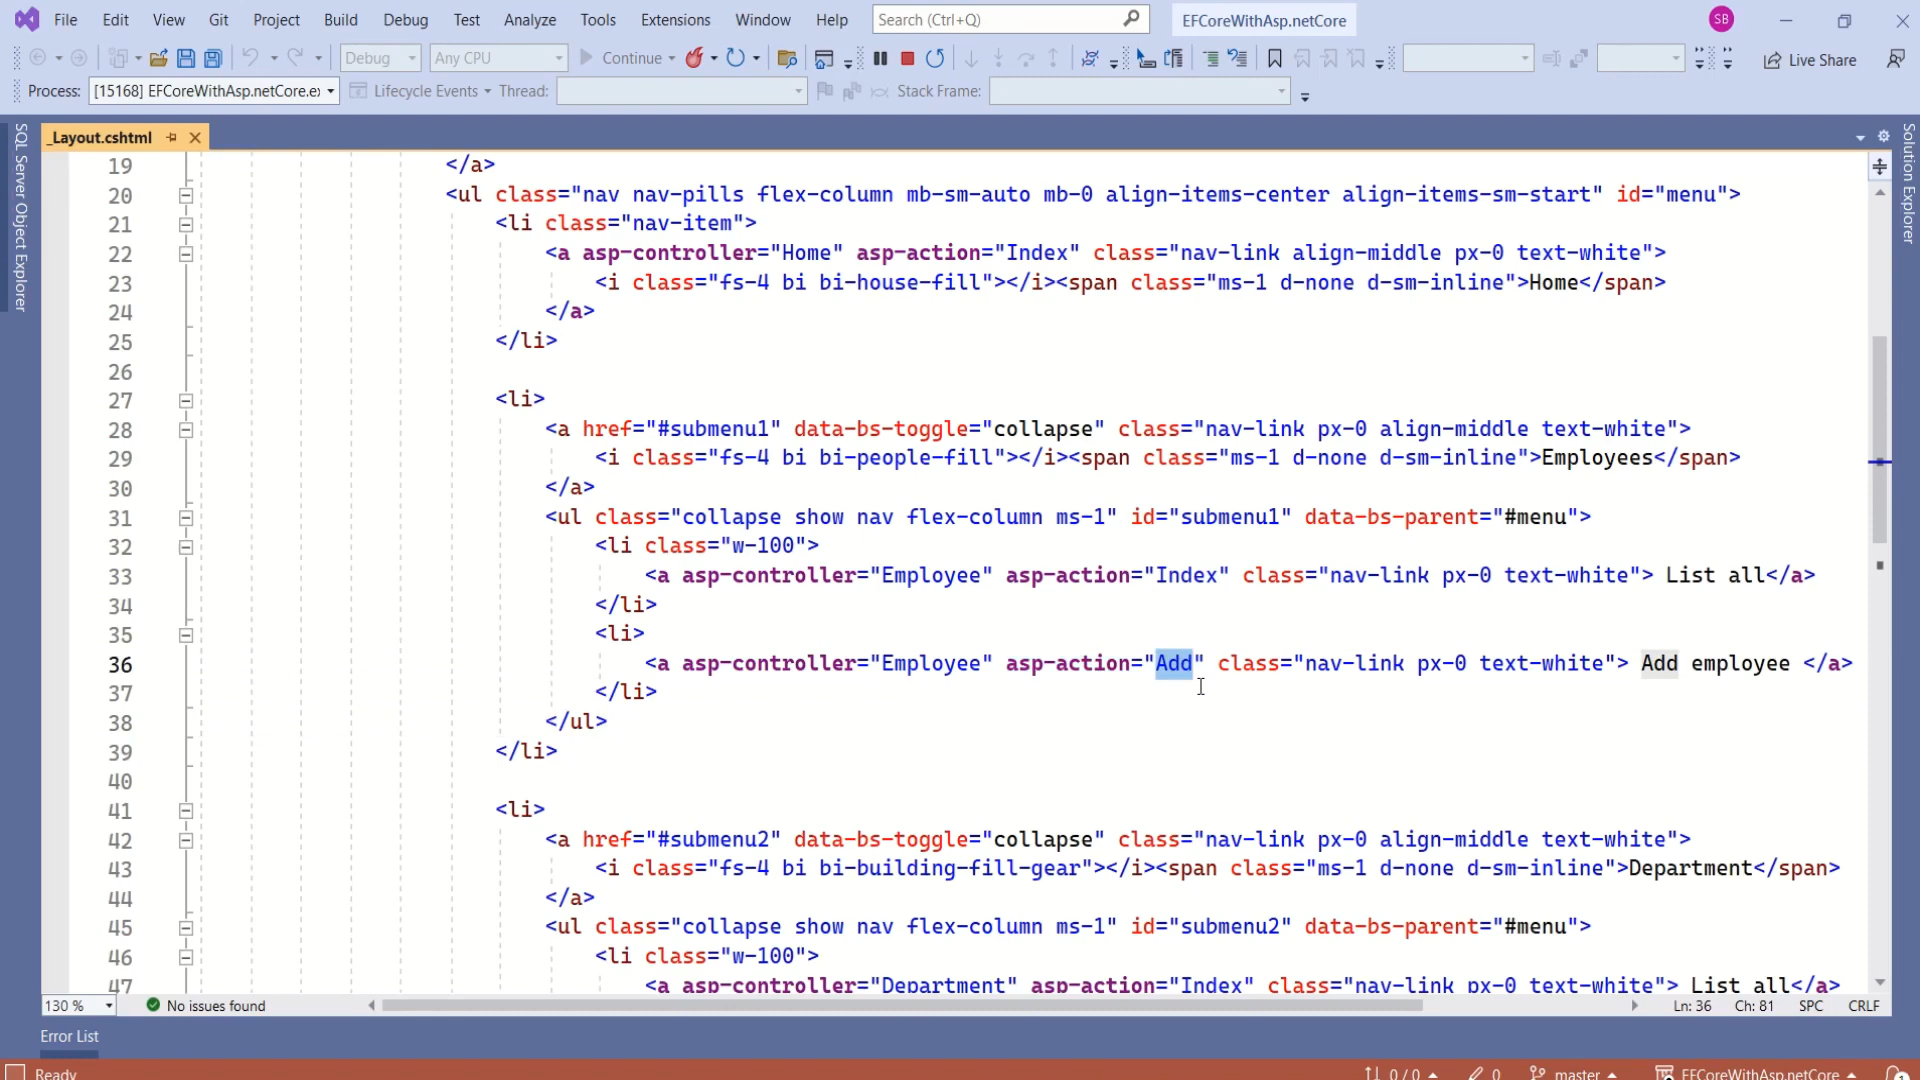 File Edit View Git Project Build Debug Test Analyze Tools Extensions Window Help Search (Ctrl+Q) EFCoreWithAsp.netCore SB
Debug Any CPU Continue Live Share
Process: [15168] EFCoreWithAsp.netCore.ex Lifecycle Events Thread: Stack Frame:
_Layout.cshtml
SQL Server Object Explorer
Solution Explorer
19 </a>
20 <ul class="nav nav-pills flex-column mb-sm-auto mb-0 align-items-center align-items-sm-start" id="menu">
21 <li class="nav-item">
22 <a asp-controller="Home" asp-action="Index" class="nav-link align-middle px-0 text-white">
23 <i class="fs-4 bi bi-house-fill"></i><span class="ms-1 d-none d-sm-inline">Home</span>
24 </a>
25 </li>
26
27 <li>
28 <a href="#submenu1" data-bs-toggle="collapse" class="nav-link px-0 align-middle text-white">
29 <i class="fs-4 bi bi-people-fill"></i><span class="ms-1 d-none d-sm-inline">Employees</span>
30 </a>
31 <ul class="collapse show nav flex-column ms-1" id="submenu1" data-bs-parent="#menu">
32 <li class="w-100">
33 <a asp-controller="Employee" asp-action="Index" class="nav-link px-0 text-white"> List all</a>
34 </li>
35 <li>
36 <a asp-controller="Employee" asp-action="Add" class="nav-link px-0 text-white"> Add employee </a>
37 </li>
38 </ul>
39 </li>
40
41 <li>
42 <a href="#submenu2" data-bs-toggle="collapse" class="nav-link px-0 align-middle text-white">
43 <i class="fs-4 bi bi-building-fill-gear"></i><span class="ms-1 d-none d-sm-inline">Department</span>
44 </a>
45 <ul class="collapse show nav flex-column ms-1" id="submenu2" data-bs-parent="#menu">
46 <li class="w-100">
47 <a asp-controller="Department" asp-action="Index" class="nav-link px-0 text-white"> List all</a>
130 % No issues found Ln: 36 Ch: 81 SPC CRLF
Error List
Ready 0 / 0 0 master EFCoreWithAsp.netCore 1